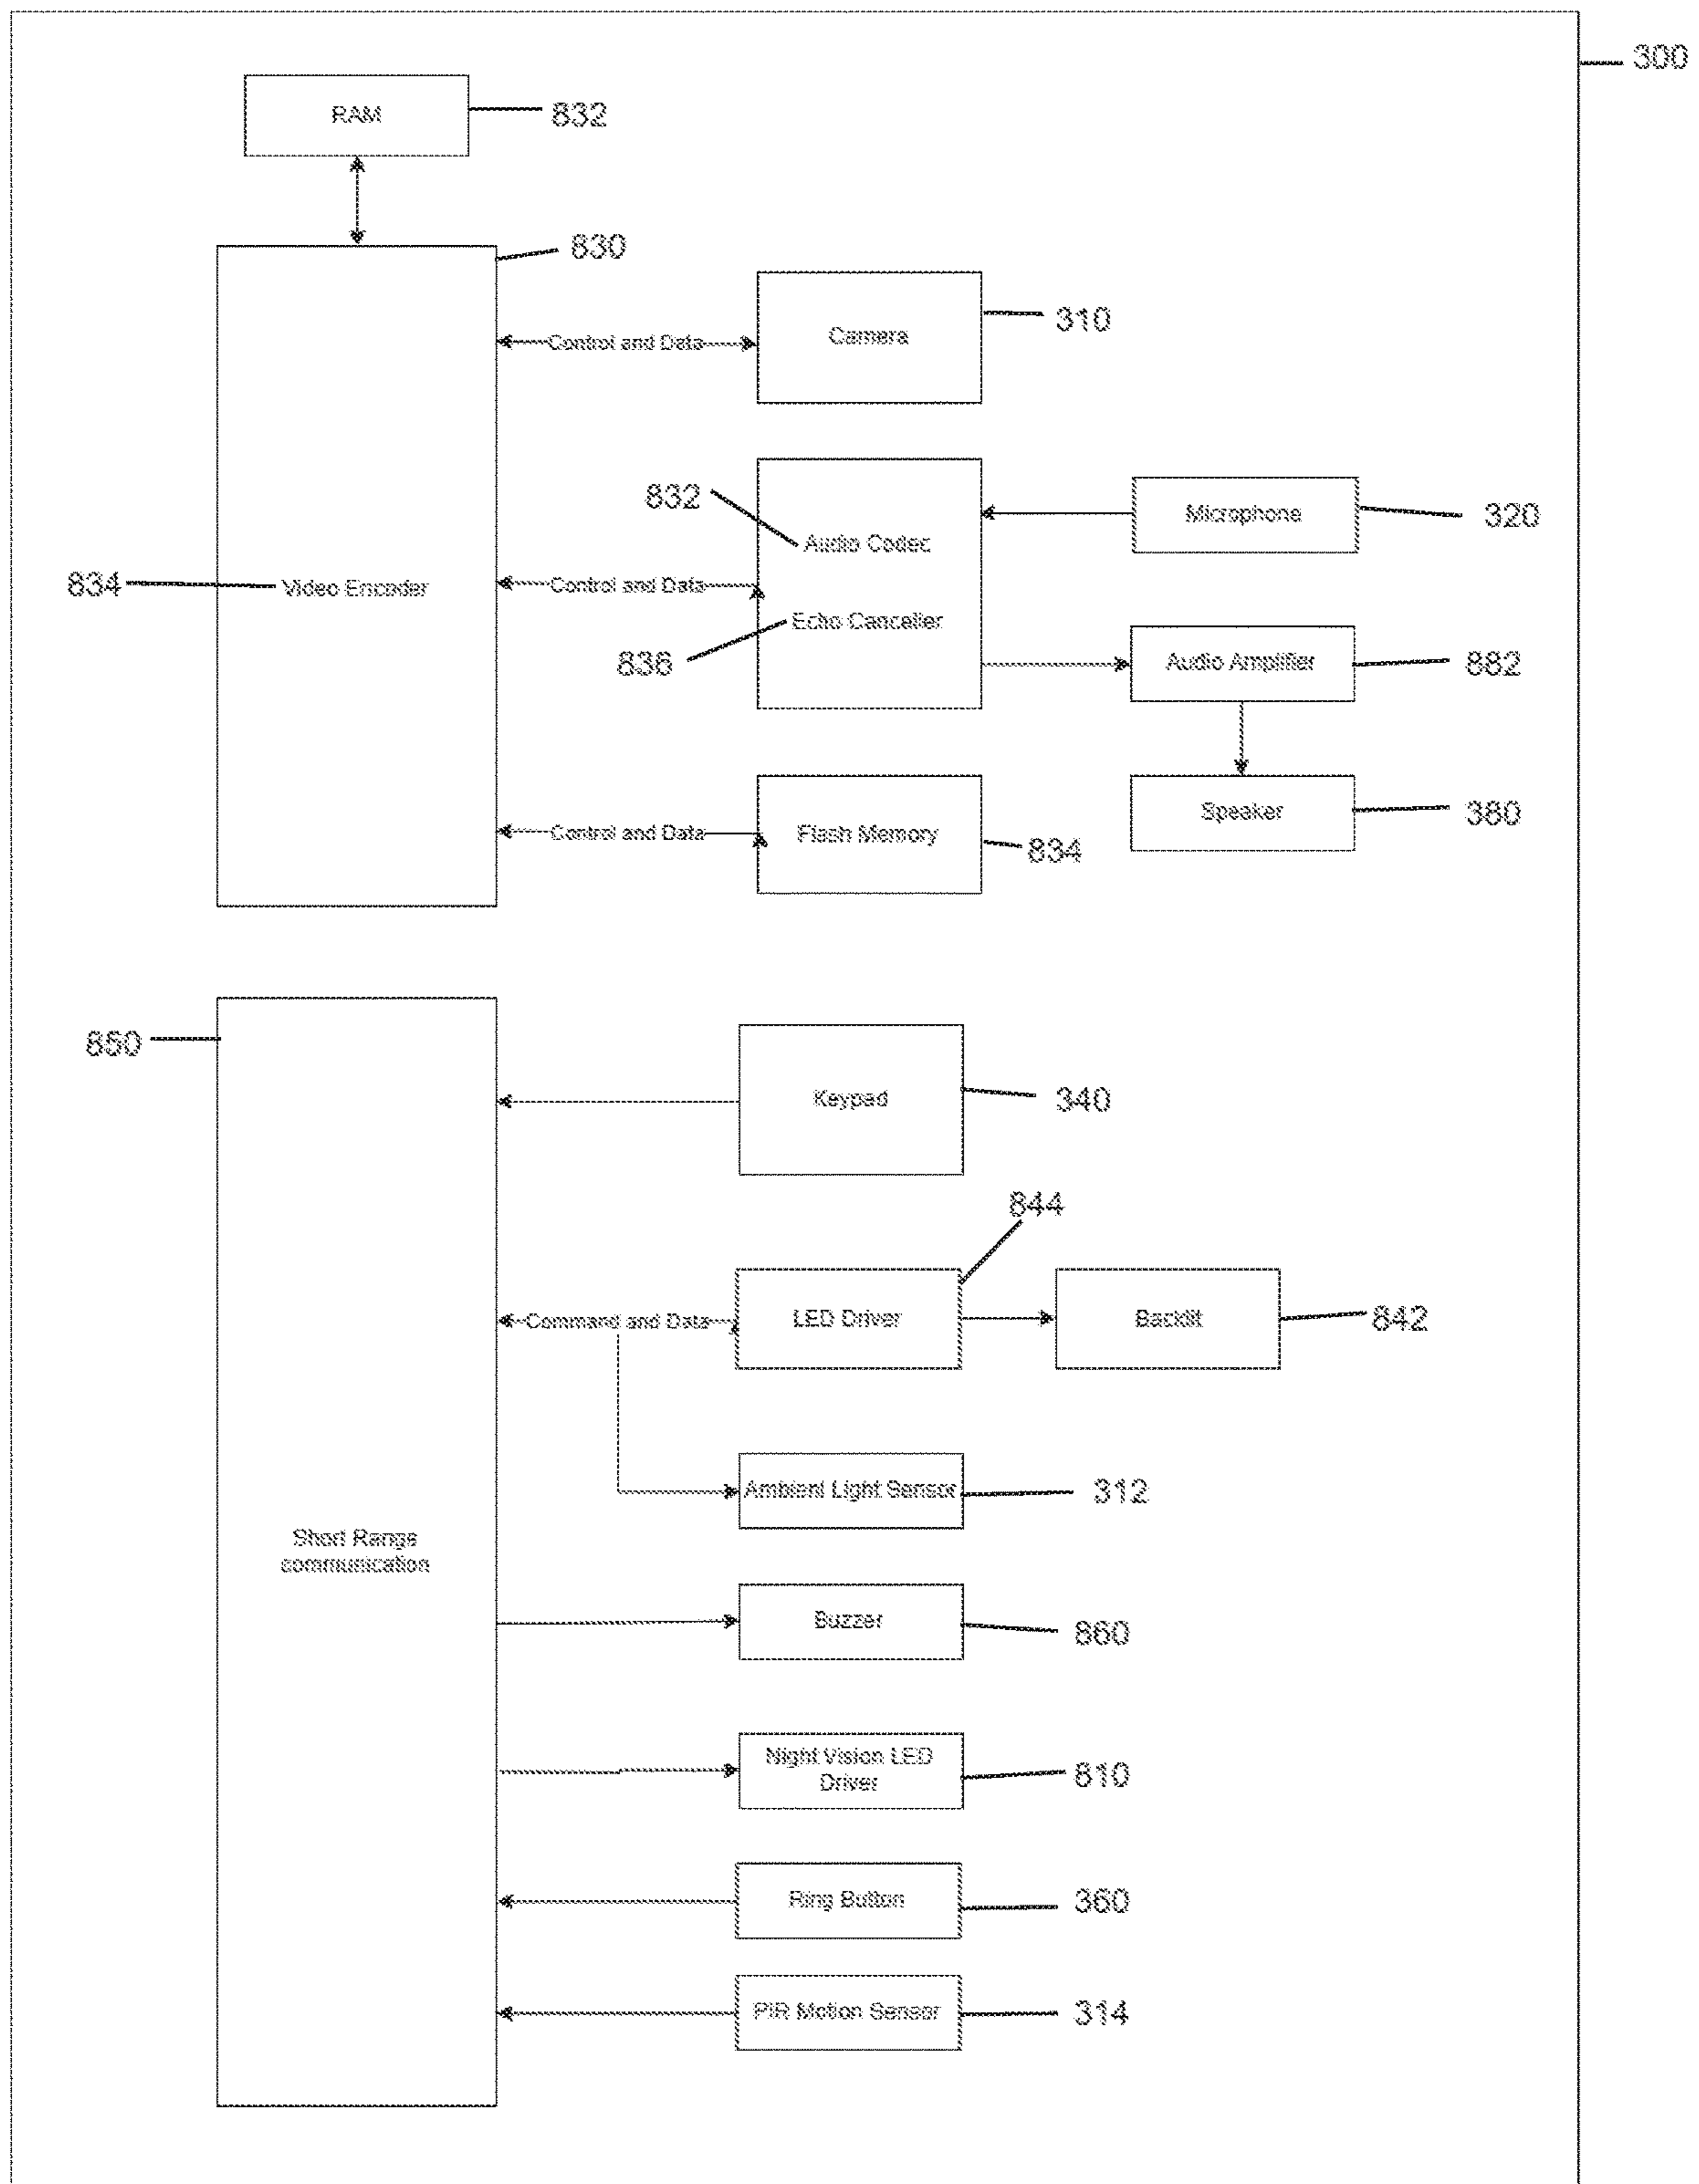 300
RAM
832
830
Camera
310
Control and Data
832
Audio Codec
Microphone
320
834
Video Encoder
Control and Data
Echo Canceller
836
Audio Amplifier
882
Speaker
380
Control and Data
Flash Memory
834
850
Keypad
340
844
Command and Data
LED Driver
Backlit
842
Ambient Light Sensor
312
Short Range
communication
Buzzer
860
Night Vision LED
Driver
810
Ring Button
360
PIR Motion Sensor
314